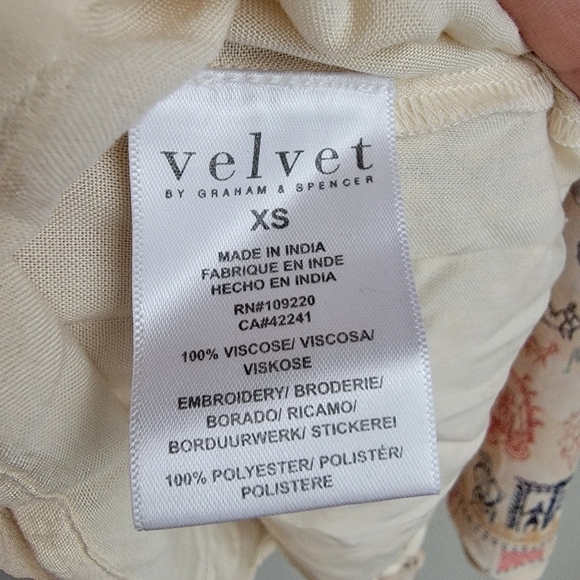 velvet
BY GRAHAM & SPENCER
XS
MADE IN INDIA
FABRIQUE EN INDE
HECHO EN INDIA
RN#109220
CA#42241
100% VISCOSE/ VISCOSA/
VISKOSE
EMBROIDERY/ BRODERIE/
BORADO/ RICAMO/
BORDUURWERK/ STICKEREI
100% POLYESTER/ POLISTÉR/
POLISTERE